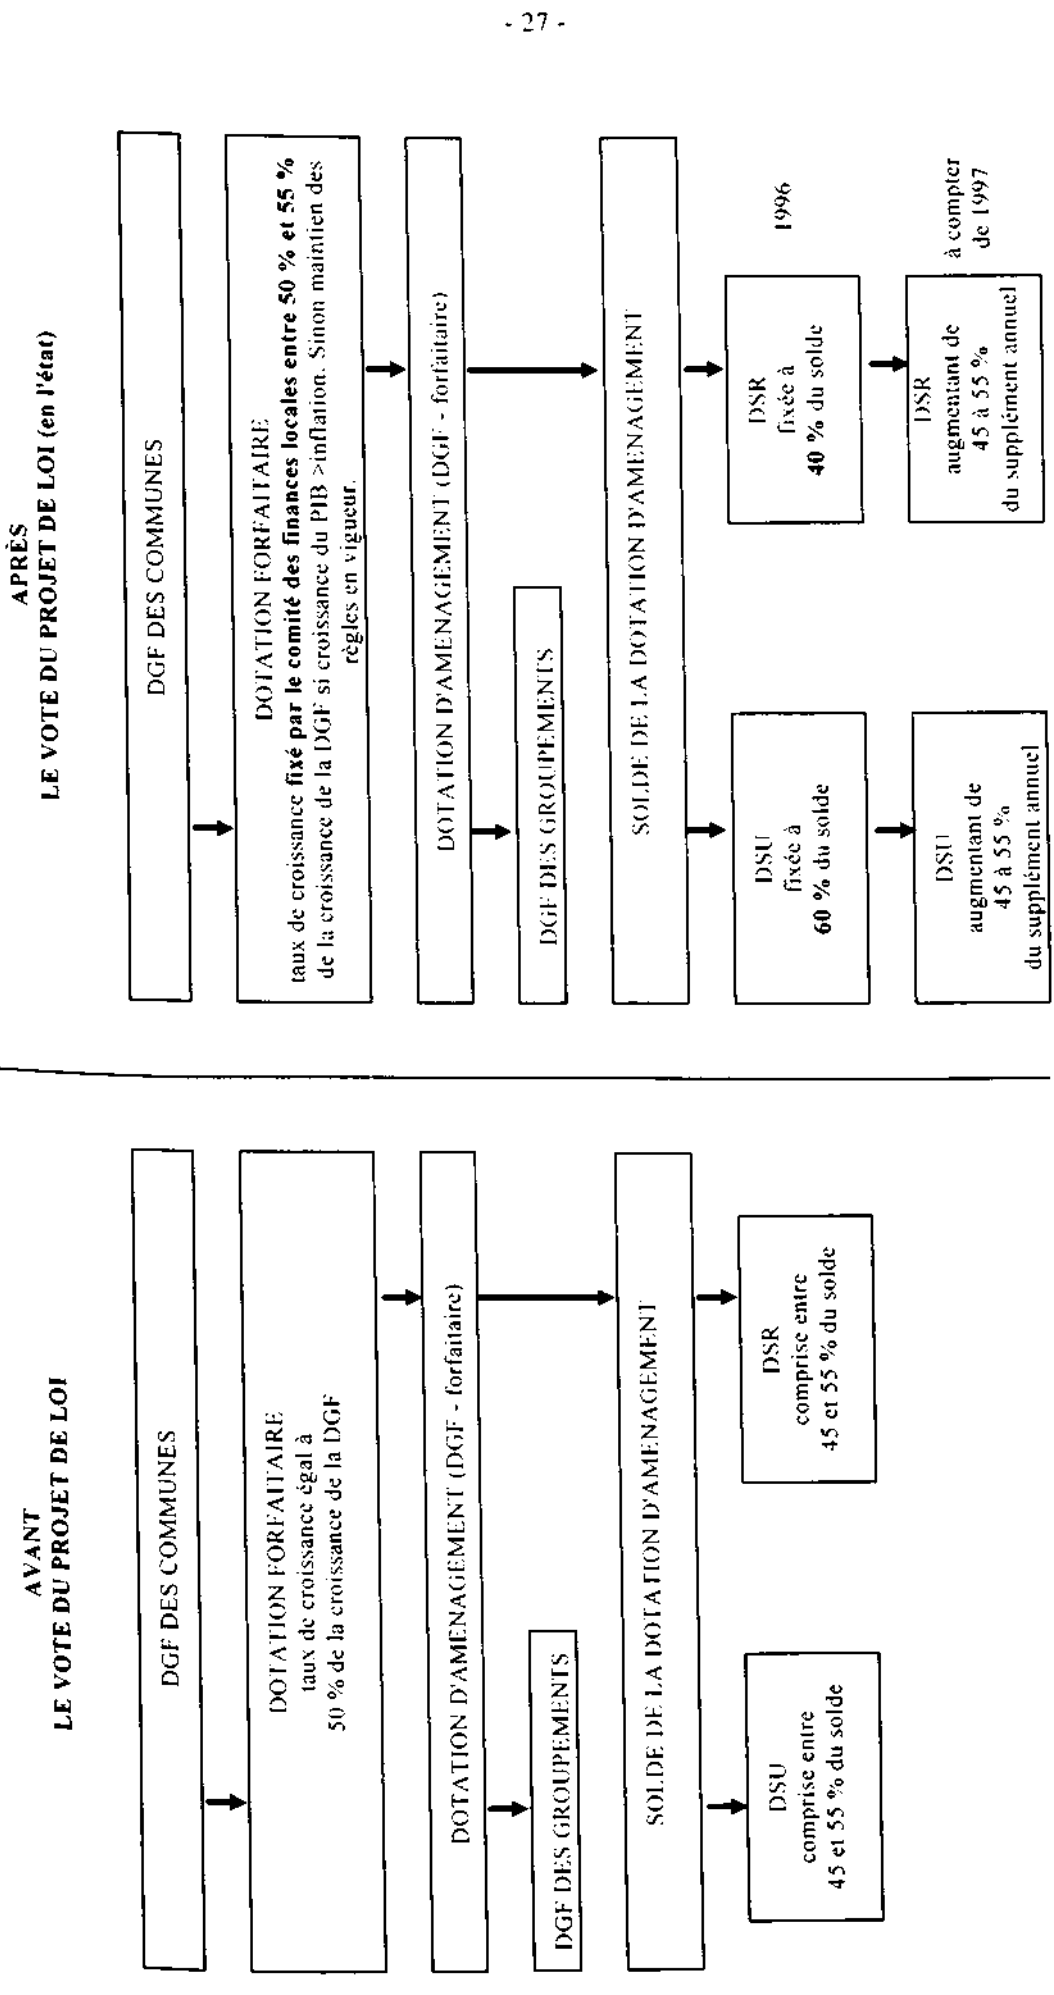 - 27 -
AVANT
LE VOTE DU PROJET DE LOI
DGF DES COMMUNES
DOTATION FORFAITAIRE
taux de croissance égal à
50 % de la croissance de la DGF
DOTATION D'AMENAGEMENT (DGF - forfaitaire)
DGF DES GROUPEMENTS
SOLDE DE LA DOTATION D'AMENAGEMENT
DSU
comprise entre
45 et 55 % du solde
DSR
comprise entre
45 et 55 % du solde
APRÈS
LE VOTE DU PROJET DE LOI (en l'état)
DGF DES COMMUNES
DOTATION FORFAITAIRE
taux de croissance fixé par le comité des finances locales entre 50 % et 55 %
de la croissance de la DGF si croissance du PIB >inflation. Sinon maintien des
règles en vigueur.
DOTATION D'AMENAGEMENT (DGF - forfaitaire)
DGF DES GROUPEMENTS
SOLDE DE LA DOTATION D'AMENAGEMENT
DSU
fixée à
60 % du solde
DSR
fixée à
40 % du solde
1996
DSU
augmentant de
45 à 55 %
du supplément annuel
DSR
augmentant de
45 à 55 %
du supplément annuel
à compter
de 1997